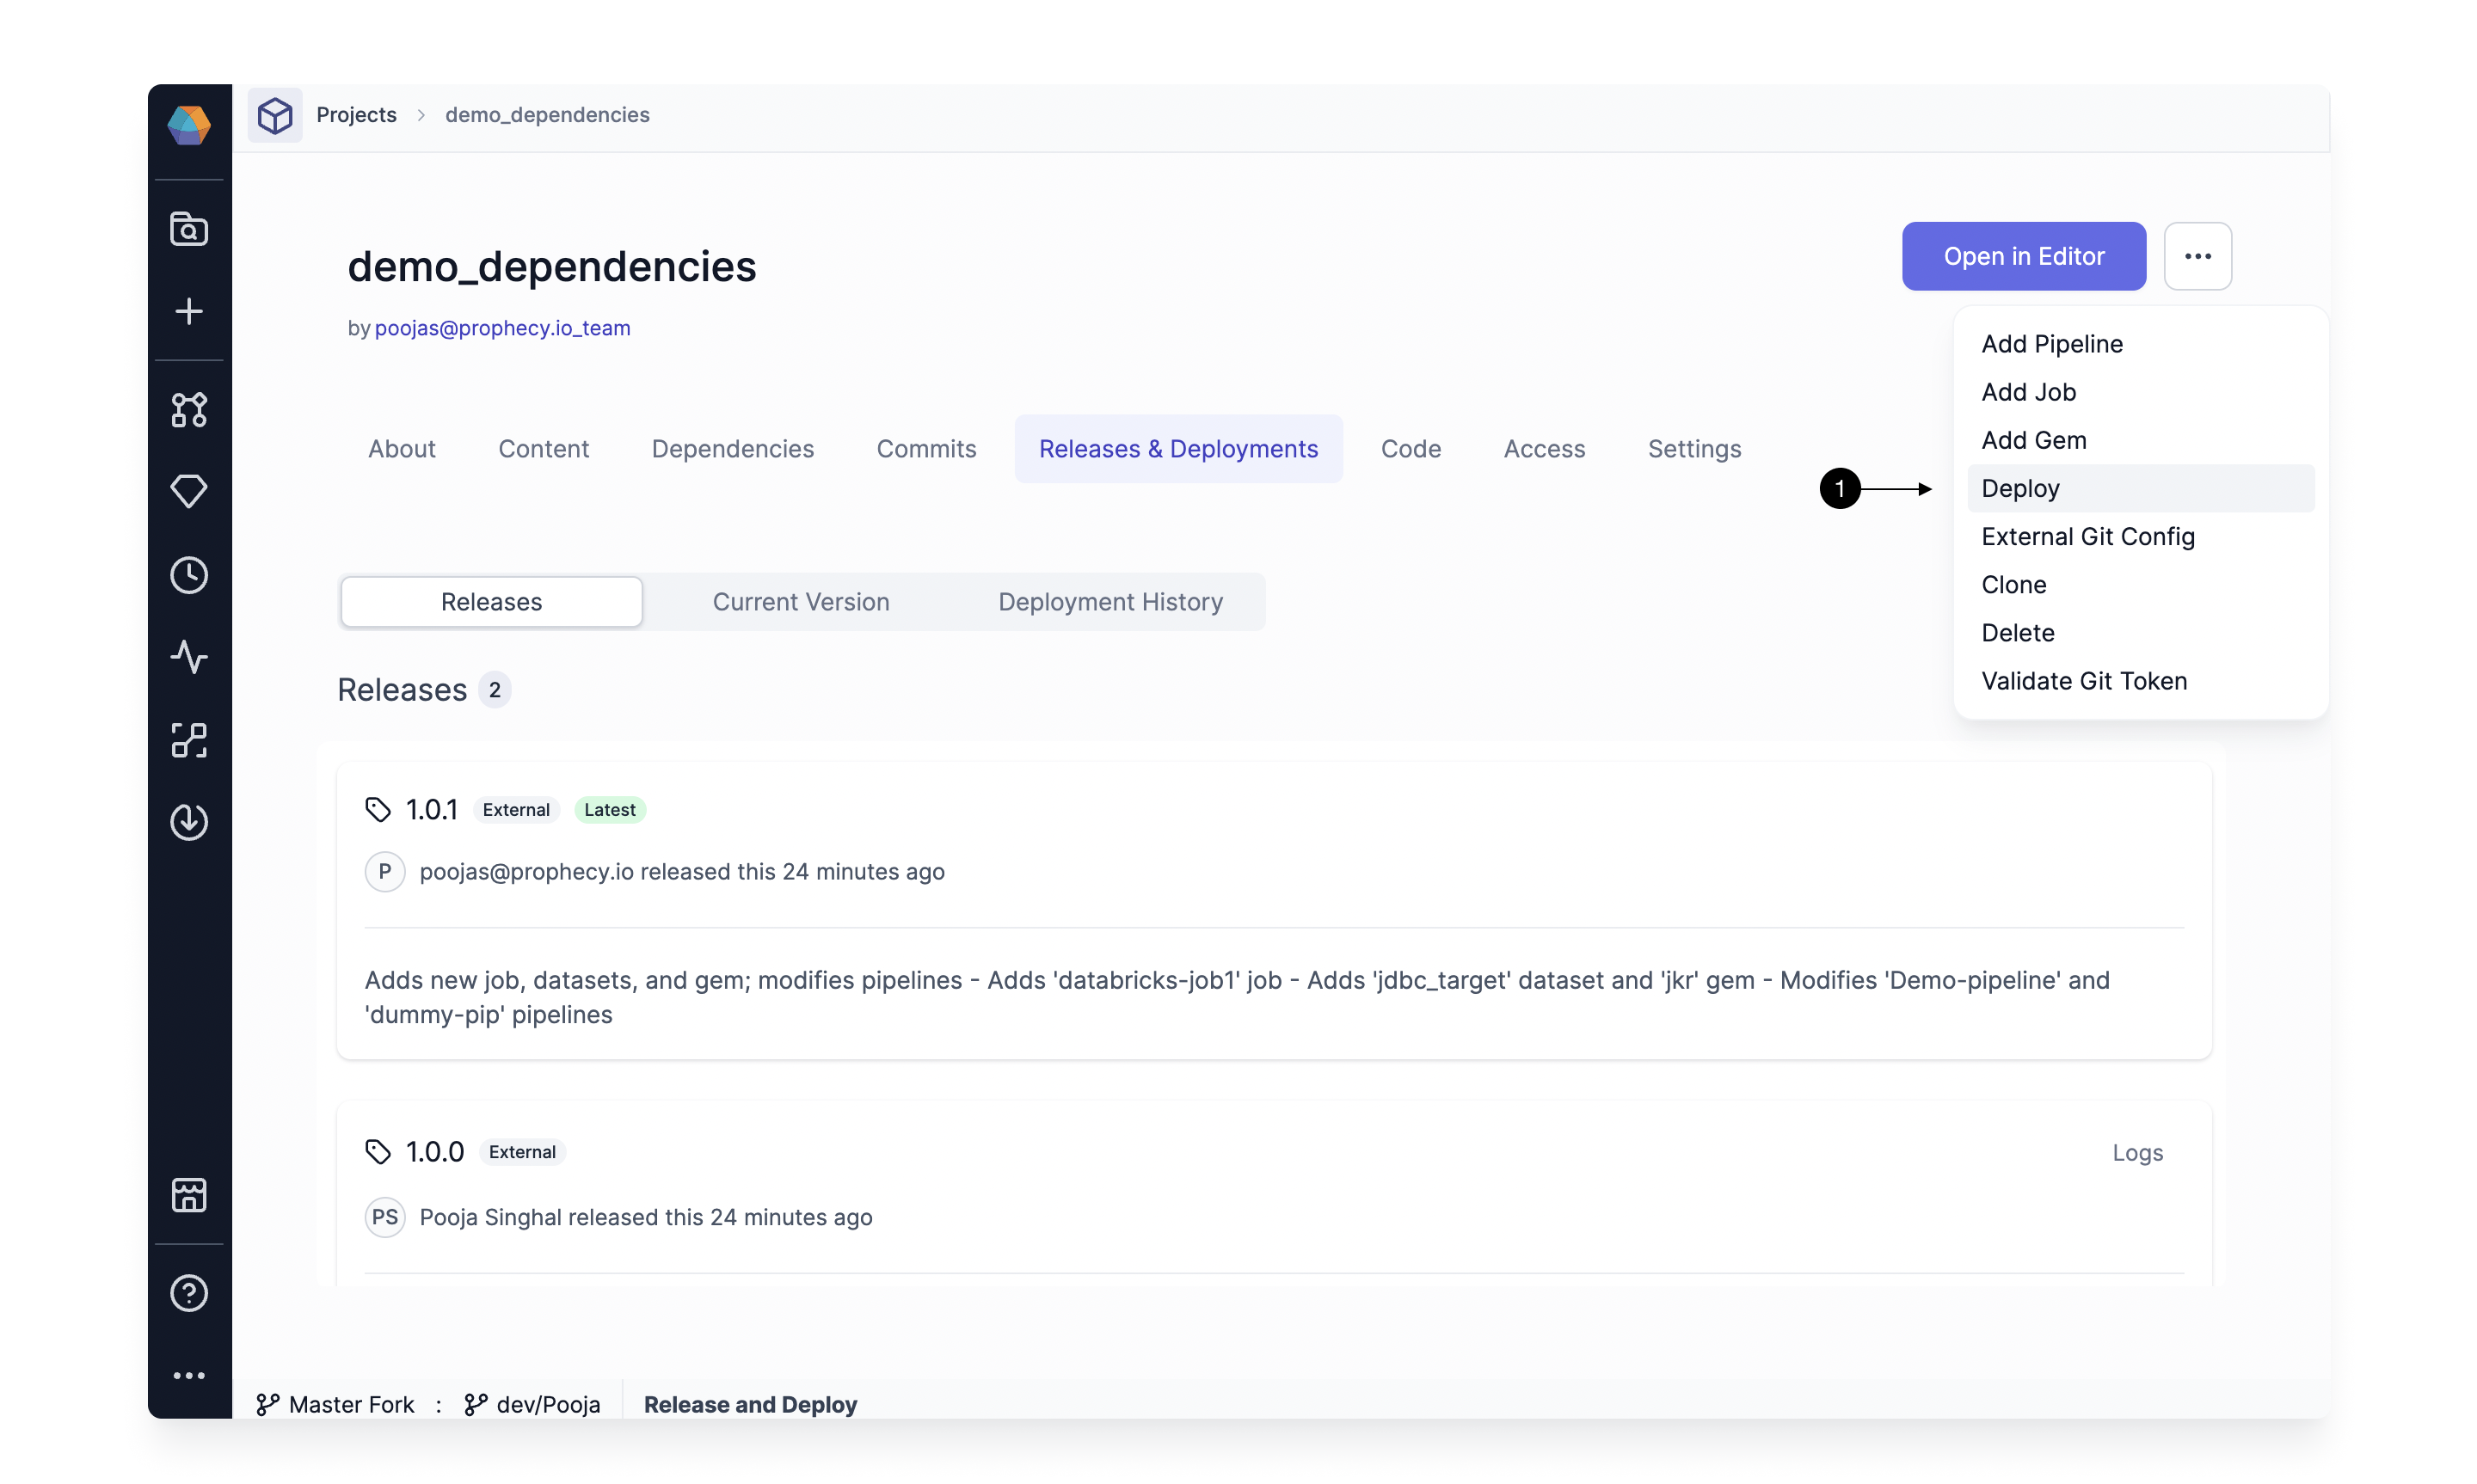 Projects > demo_dependencies
demo_dependencies
Open in Editor
by poojas@prophecy.io_team
Add Pipeline
Add Job
Add Gem
Deploy
External Git Config
Clone
Delete
Validate Git Token
1
About Content Dependencies Commits Releases & Deployments Code Access Settings
Releases Current Version Deployment History
Releases 2
1.0.1 External Latest
P poojas@prophecy.io released this 24 minutes ago
Adds new job, datasets, and gem; modifies pipelines - Adds 'databricks-job1' job - Adds 'jdbc_target' dataset and 'jkr' gem - Modifies 'Demo-pipeline' and
'dummy-pip' pipelines
1.0.0 External Logs
PS Pooja Singhal released this 24 minutes ago
Master Fork : dev/Pooja Release and Deploy